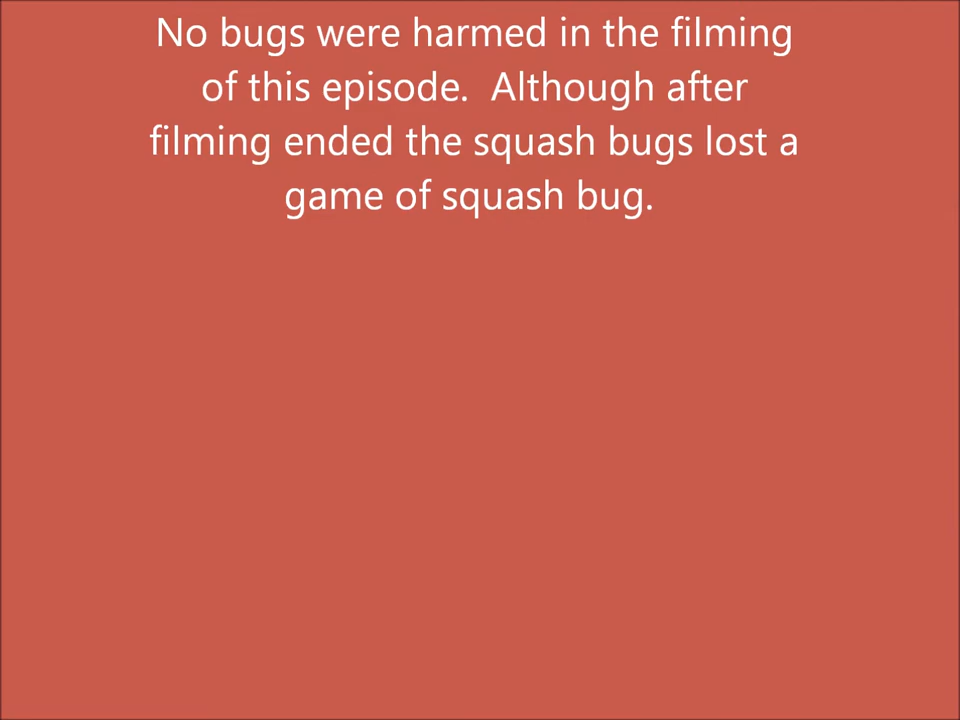 No bugs were harmed in the filming
of this episode.  Although after
filming ended the squash bugs lost a
game of squash bug.